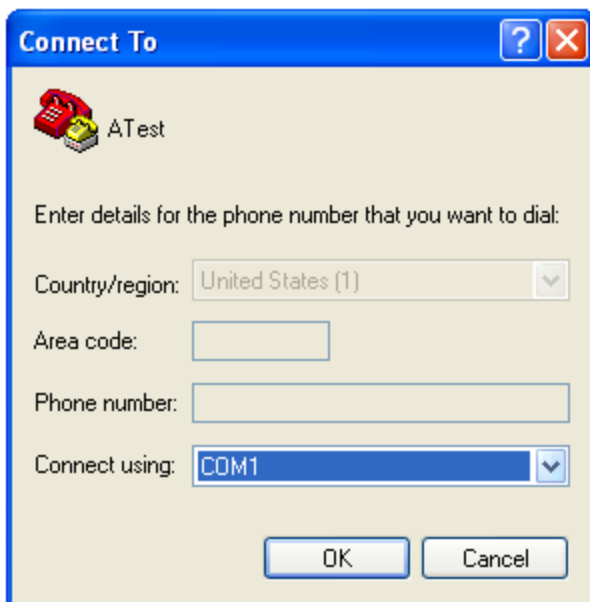 Connect To
ATest
Enter details for the phone number that you want to dial:
Country/region: United States (1)
Area code:
Phone number:
Connect using: COM1
OK Cancel